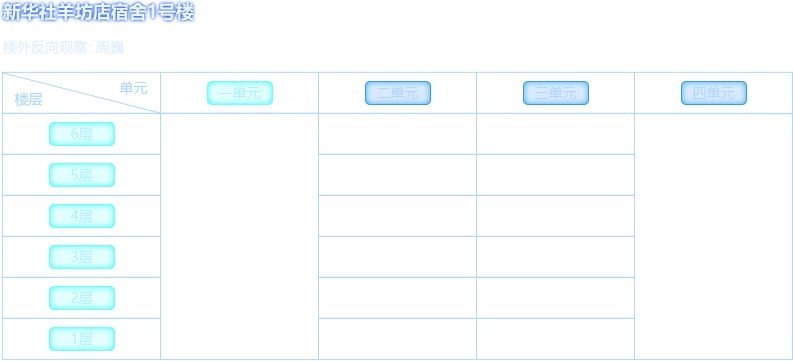 新华社羊坊店宿舍1号楼
楼外反向观察:周巍
单元
楼层
一单元 二单元 三单元 四单元
6层
5层
4层
3层
2层
1层